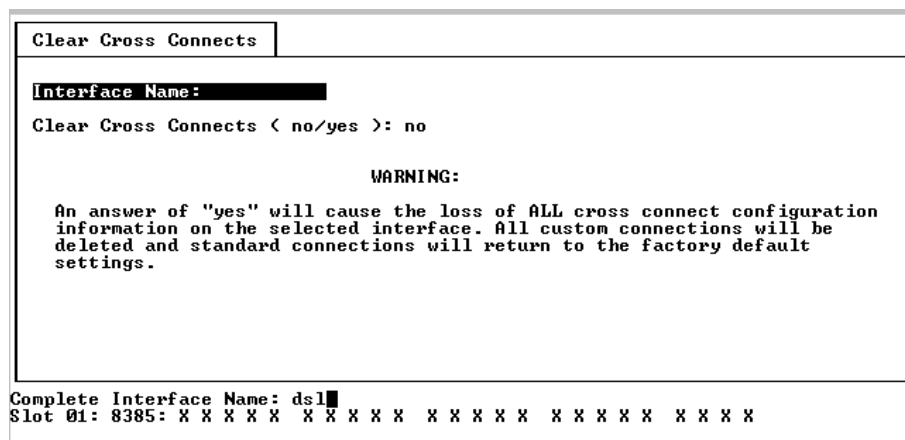 Clear Cross Connects
Interface Name:
Clear Cross Connects ( no/yes ): no
WARNING:
An answer of "yes" will cause the loss of ALL cross connect configuration
information on the selected interface. All custom connections will be
deleted and standard connections will return to the factory default
settings.
Complete Interface Name: dsl
Slot 01: 8385: X X X X X  X X X X X  X X X X X  X X X X X  X X X X